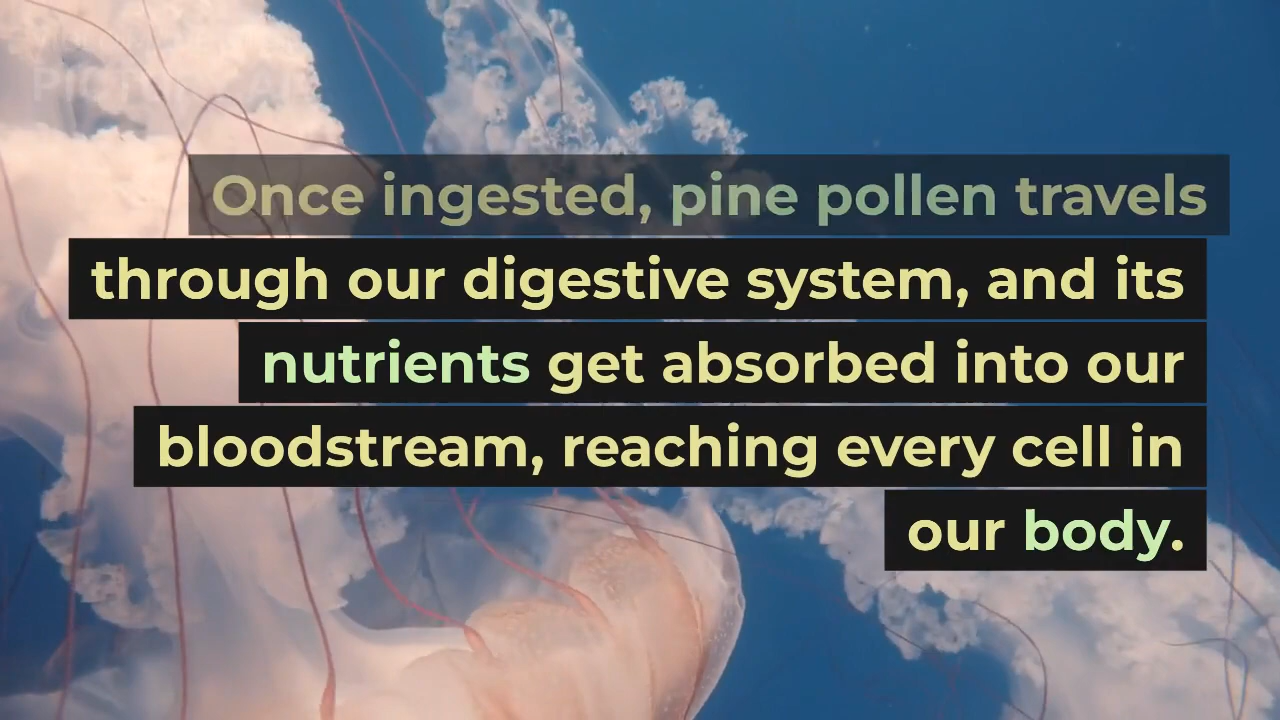 Once ingested, pine pollen travels
through our digestive system, and its
nutrients get absorbed into our
bloodstream, reaching every cell in
our body.